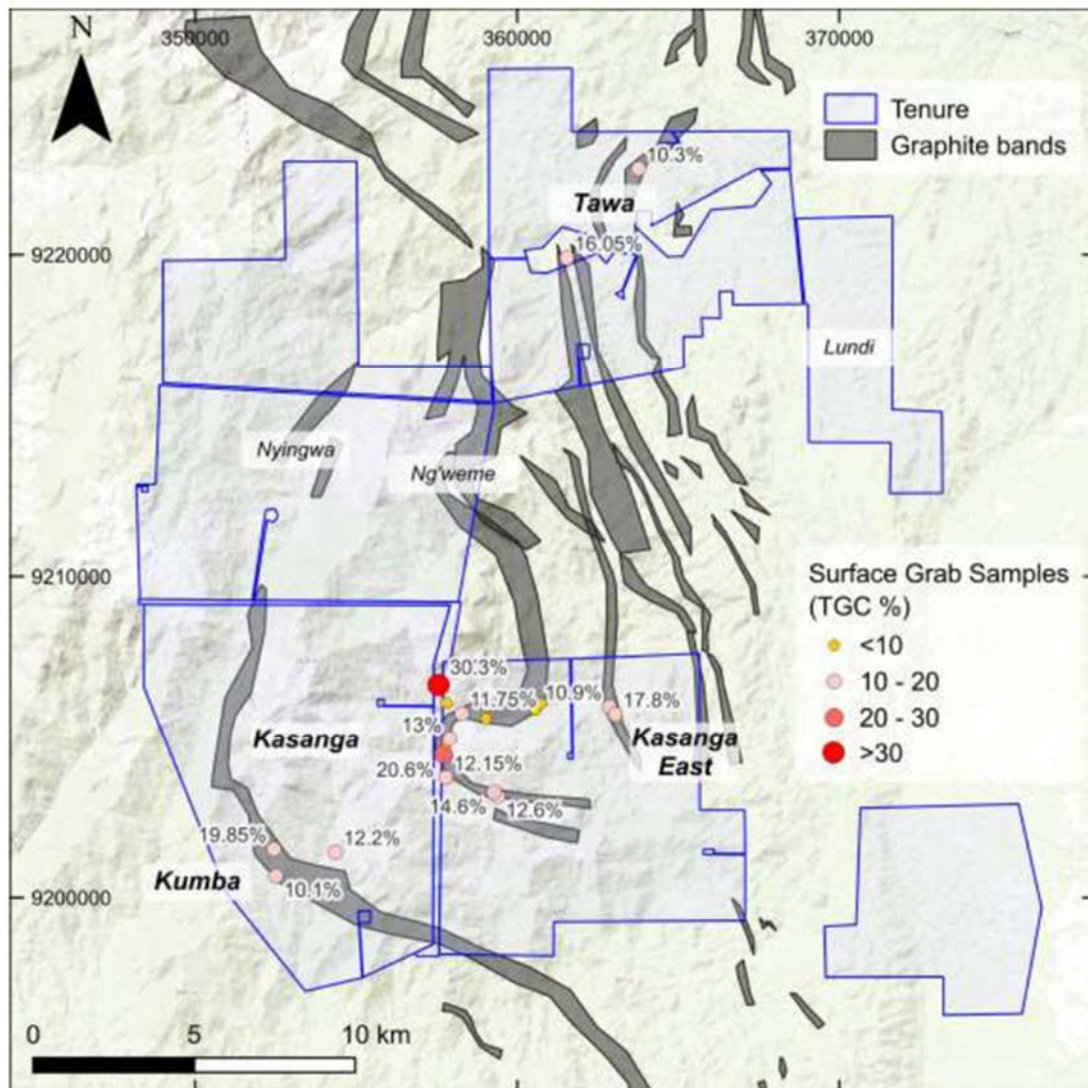 N
350000
360000
370000
Tenure
Graphite bands
10.3%
Tawa
16.05%
9220000
Lundi
Nyingwa
Ng'weme
9210000
Surface Grab Samples
(TGC %)
<10
10 - 20
20 - 30
>30
30.3%
11.75%
10.9%
17.8%
13%
Kasanga
Kasanga
East
12.15%
20.6%
14.6%
12.6%
19.85%
12.2%
Kumba
10.1%
9200000
0
5
10 km